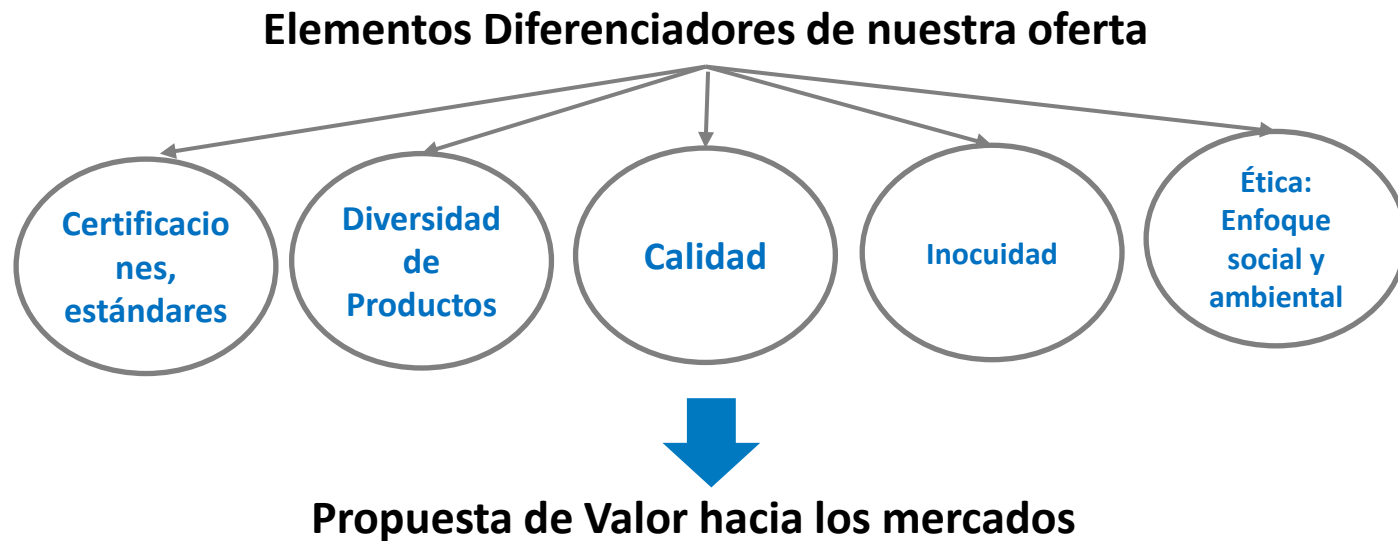 Elementos Diferenciadores de nuestra oferta
Certificacio
nes,
estándares
Diversidad
de
Productos
Calidad
Inocuidad
Ética:
Enfoque
social y
ambiental
Propuesta de Valor hacia los mercados